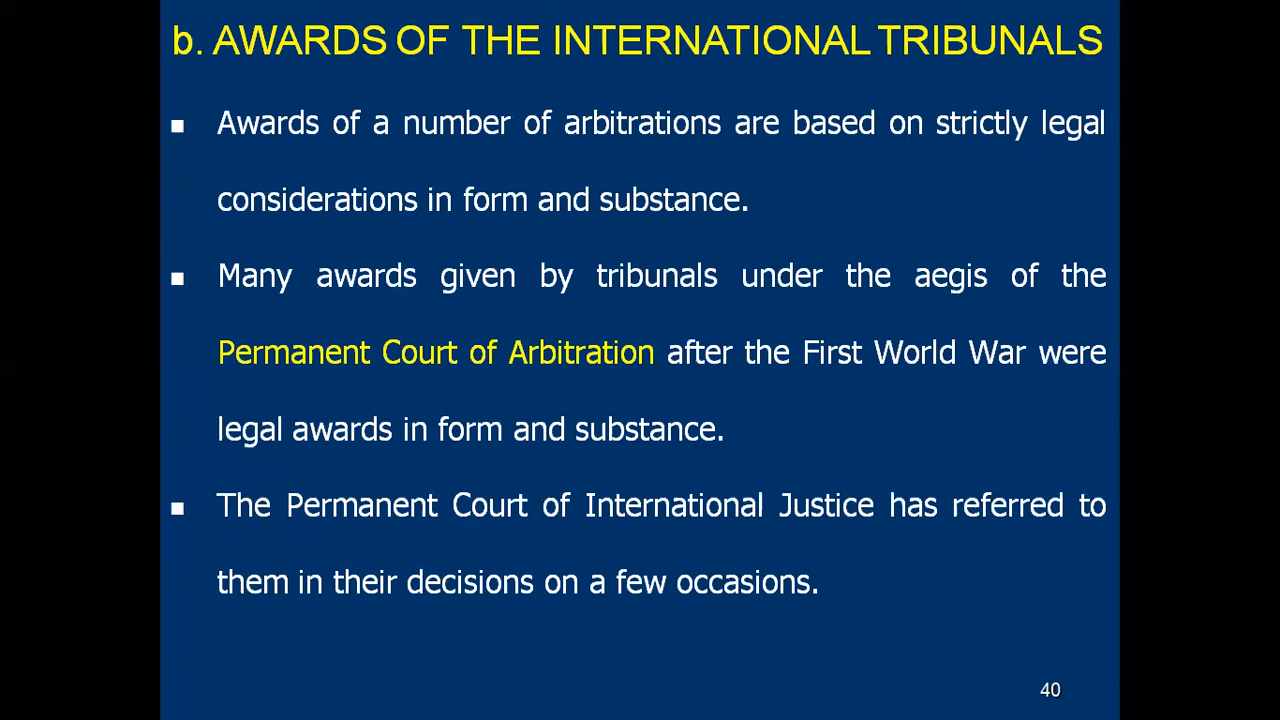 b. AWARDS OF THE INTERNATIONAL TRIBUNALS
Awards of a number of arbitrations are based on strictly legal
considerations in form and substance.
Many awards given by tribunals under the aegis of the
Permanent Court of Arbitration after the First World War were
legal awards in form and substance.
The Permanent Court of International Justice has referred to
them in their decisions on a few occasions.
40